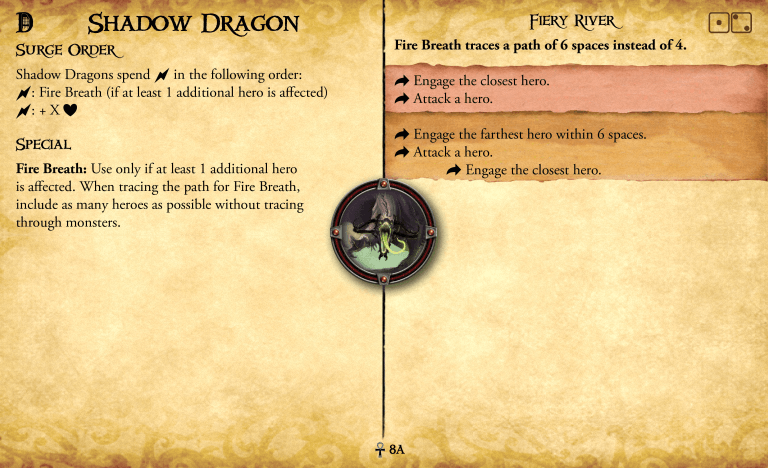 D
Shadow Dragon
Surge Order
Shadow Dragons spend in the following order:
: Fire Breath (if at least 1 additional hero is affected)
: + X ♥
Special
Fire Breath: Use only if at least 1 additional hero
is affected. When tracing the path for Fire Breath,
include as many heroes as possible without tracing
through monsters.
Fiery River
Fire Breath traces a path of 6 spaces instead of 4.
Engage the closest hero.
Attack a hero.
Engage the farthest hero within 6 spaces.
Attack a hero.
Engage the closest hero.
8A